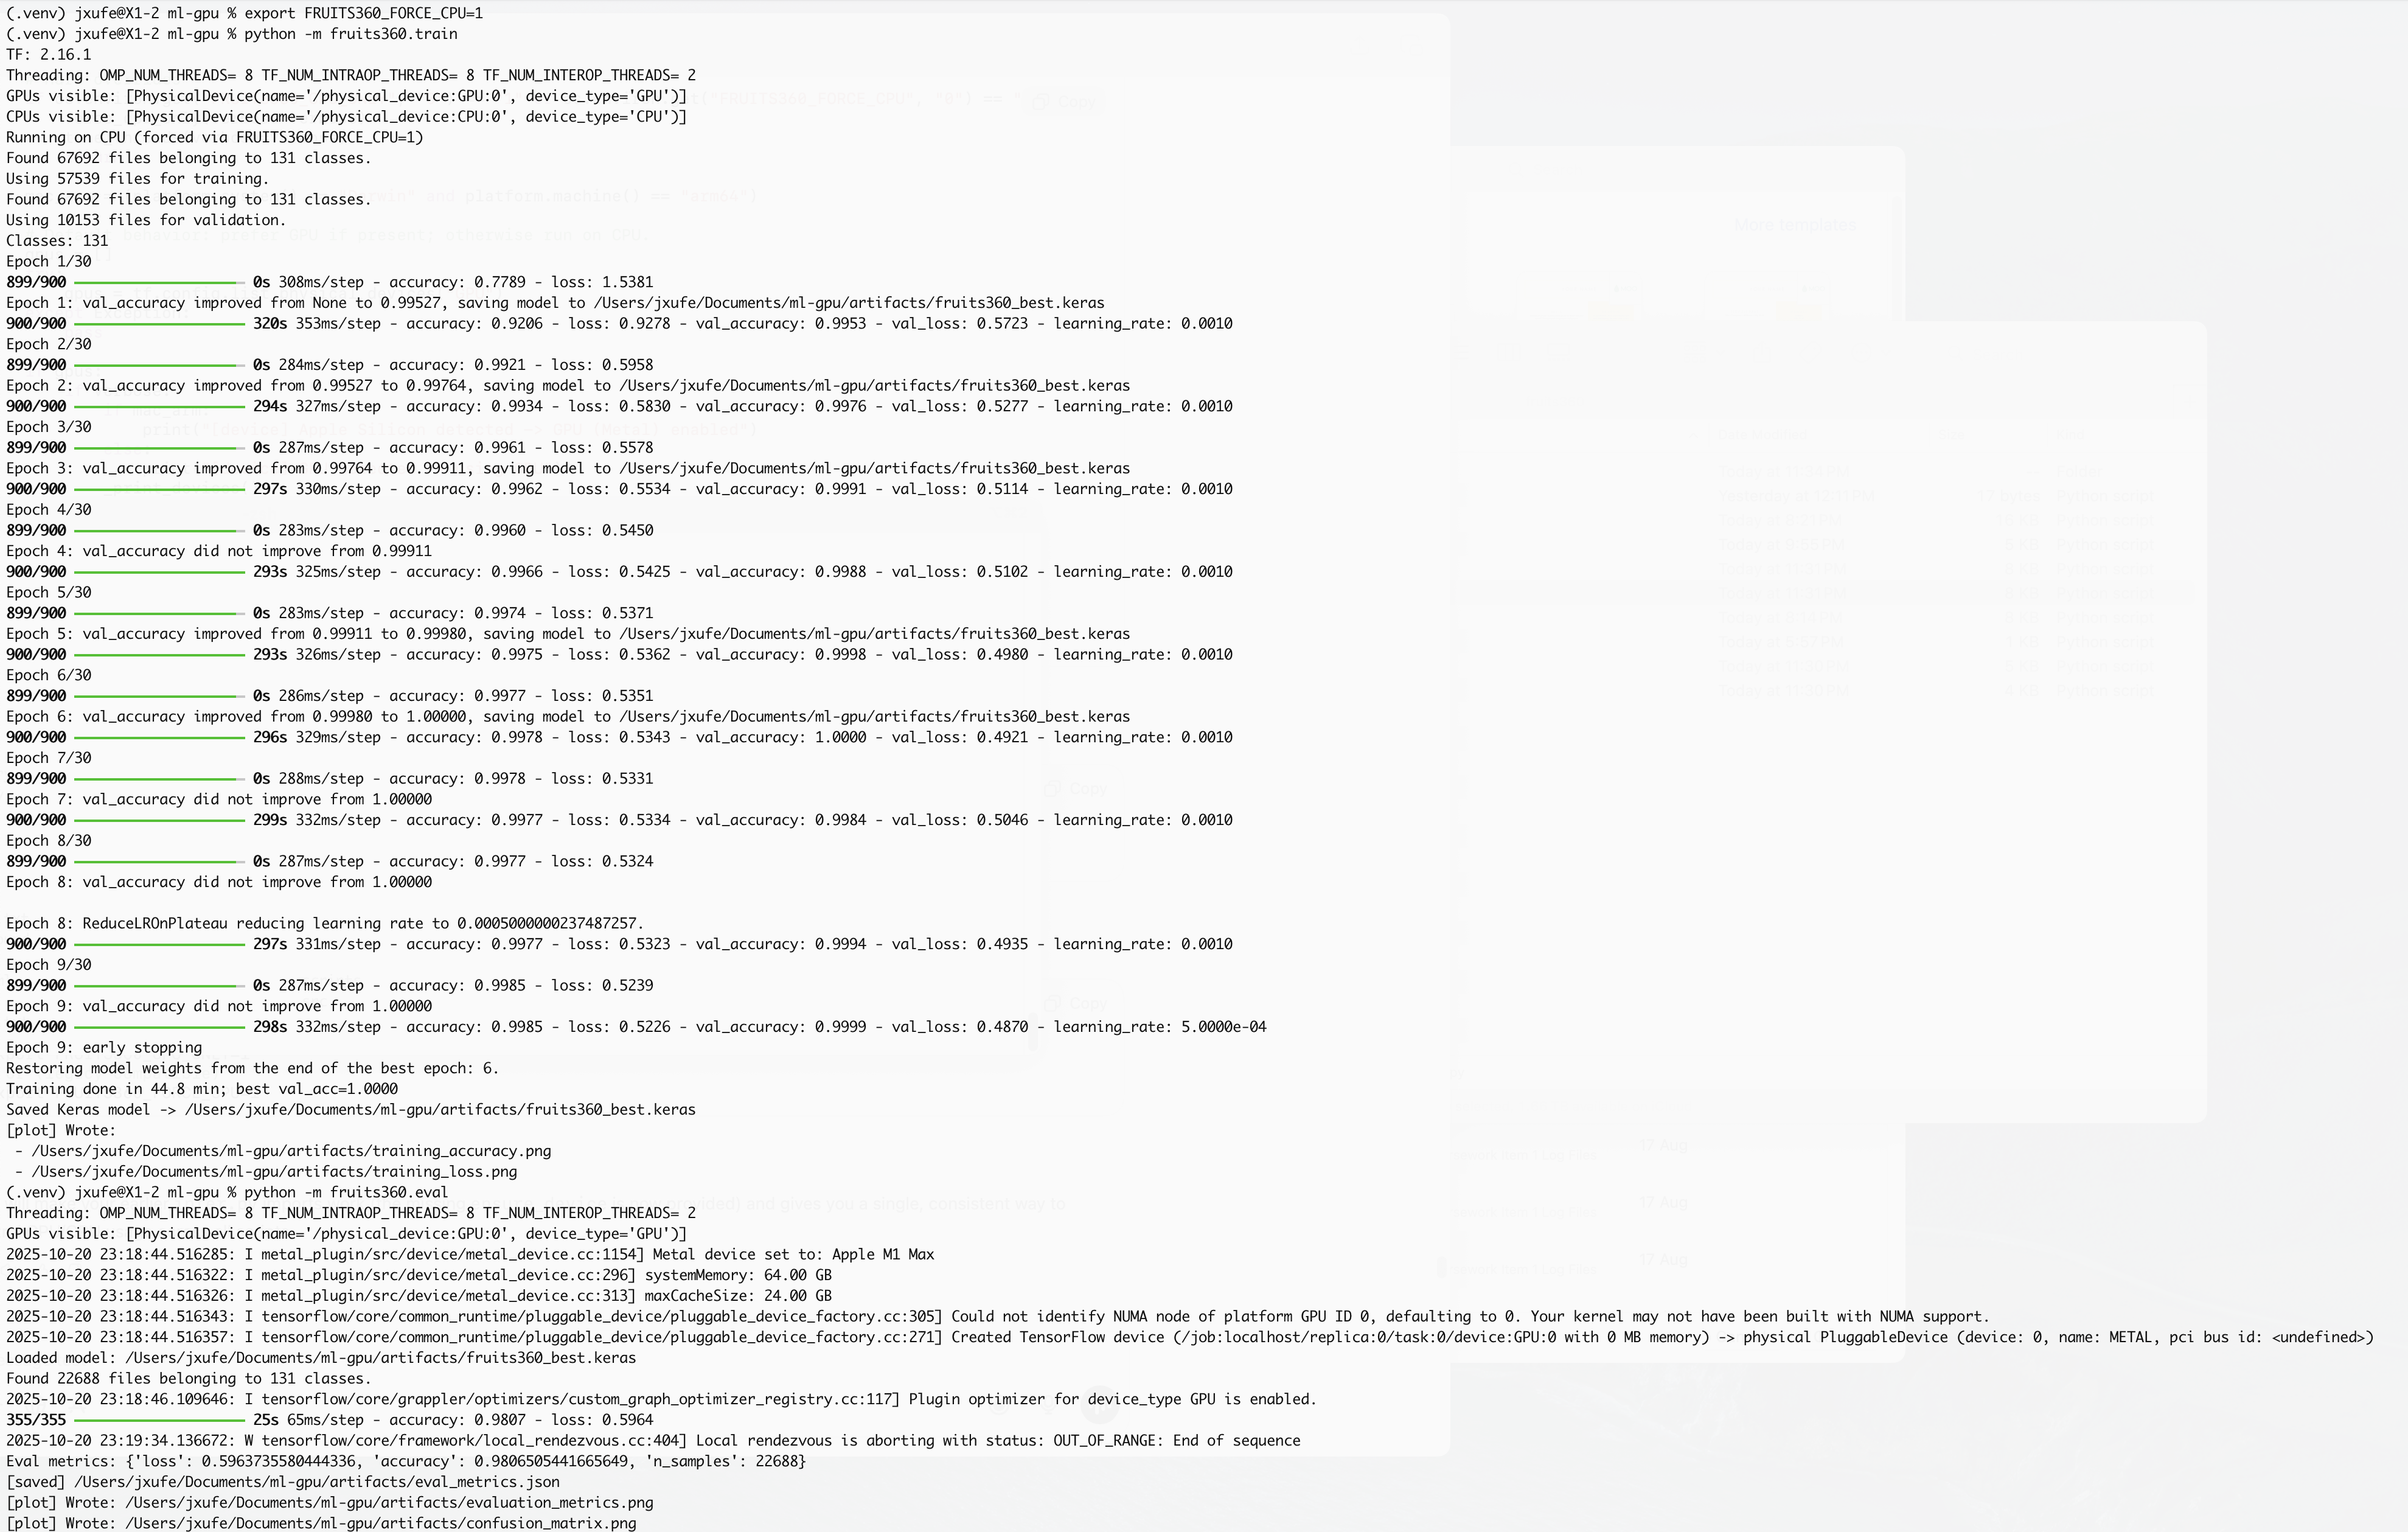 (.venv) jxufe@X1-2 ml-gpu % export FRUITS360_FORCE_CPU=1
(.venv) jxufe@X1-2 ml-gpu % python -m fruits360.train
TF: 2.16.1
Threading: OMP_NUM_THREADS= 8 TF_NUM_INTRAOP_THREADS= 8 TF_NUM_INTEROP_THREADS= 2
GPUs visible: [PhysicalDevice(name='/physical_device:GPU:0', device_type='GPU')]
CPUs visible: [PhysicalDevice(name='/physical_device:CPU:0', device_type='CPU')]
Running on CPU (forced via FRUITS360_FORCE_CPU=1)
Found 67692 files belonging to 131 classes.
Using 57539 files for training.
Found 67692 files belonging to 131 classes.
Using 10153 files for validation.
Classes: 131
Epoch 1/30
899/900 0s 308ms/step - accuracy: 0.7789 - loss: 1.5381
Epoch 1: val_accuracy improved from None to 0.99527, saving model to /Users/jxufe/Documents/ml-gpu/artifacts/fruits360_best.keras
900/900 320s 353ms/step - accuracy: 0.9206 - loss: 0.9278 - val_accuracy: 0.9953 - val_loss: 0.5723 - learning_rate: 0.0010
Epoch 2/30
899/900 0s 284ms/step - accuracy: 0.9921 - loss: 0.5958
Epoch 2: val_accuracy improved from 0.99527 to 0.99764, saving model to /Users/jxufe/Documents/ml-gpu/artifacts/fruits360_best.keras
900/900 294s 327ms/step - accuracy: 0.9934 - loss: 0.5830 - val_accuracy: 0.9976 - val_loss: 0.5277 - learning_rate: 0.0010
Epoch 3/30
899/900 0s 287ms/step - accuracy: 0.9961 - loss: 0.5578
Epoch 3: val_accuracy improved from 0.99764 to 0.99911, saving model to /Users/jxufe/Documents/ml-gpu/artifacts/fruits360_best.keras
900/900 297s 330ms/step - accuracy: 0.9962 - loss: 0.5534 - val_accuracy: 0.9991 - val_loss: 0.5114 - learning_rate: 0.0010
Epoch 4/30
899/900 0s 283ms/step - accuracy: 0.9960 - loss: 0.5450
Epoch 4: val_accuracy did not improve from 0.99911
900/900 293s 325ms/step - accuracy: 0.9966 - loss: 0.5425 - val_accuracy: 0.9988 - val_loss: 0.5102 - learning_rate: 0.0010
Epoch 5/30
899/900 0s 283ms/step - accuracy: 0.9974 - loss: 0.5371
Epoch 5: val_accuracy improved from 0.99911 to 0.99980, saving model to /Users/jxufe/Documents/ml-gpu/artifacts/fruits360_best.keras
900/900 293s 326ms/step - accuracy: 0.9975 - loss: 0.5362 - val_accuracy: 0.9998 - val_loss: 0.4980 - learning_rate: 0.0010
Epoch 6/30
899/900 0s 286ms/step - accuracy: 0.9977 - loss: 0.5351
Epoch 6: val_accuracy improved from 0.99980 to 1.00000, saving model to /Users/jxufe/Documents/ml-gpu/artifacts/fruits360_best.keras
900/900 296s 329ms/step - accuracy: 0.9978 - loss: 0.5343 - val_accuracy: 1.0000 - val_loss: 0.4921 - learning_rate: 0.0010
Epoch 7/30
899/900 0s 288ms/step - accuracy: 0.9978 - loss: 0.5331
Epoch 7: val_accuracy did not improve from 1.00000
900/900 299s 332ms/step - accuracy: 0.9977 - loss: 0.5334 - val_accuracy: 0.9984 - val_loss: 0.5046 - learning_rate: 0.0010
Epoch 8/30
899/900 0s 287ms/step - accuracy: 0.9977 - loss: 0.5324
Epoch 8: val_accuracy did not improve from 1.00000
Epoch 8: ReduceLROnPlateau reducing learning rate to 0.0005000000237487257.
900/900 297s 331ms/step - accuracy: 0.9977 - loss: 0.5323 - val_accuracy: 0.9994 - val_loss: 0.4935 - learning_rate: 0.0010
Epoch 9/30
899/900 0s 287ms/step - accuracy: 0.9985 - loss: 0.5239
Epoch 9: val_accuracy did not improve from 1.00000
900/900 298s 332ms/step - accuracy: 0.9985 - loss: 0.5226 - val_accuracy: 0.9999 - val_loss: 0.4870 - learning_rate: 5.0000e-04
Epoch 9: early stopping
Restoring model weights from the end of the best epoch: 6.
Training done in 44.8 min; best val_acc=1.0000
Saved Keras model -> /Users/jxufe/Documents/ml-gpu/artifacts/fruits360_best.keras
[plot] Wrote:
- /Users/jxufe/Documents/ml-gpu/artifacts/training_accuracy.png
- /Users/jxufe/Documents/ml-gpu/artifacts/training_loss.png
(.venv) jxufe@X1-2 ml-gpu % python -m fruits360.eval
Threading: OMP_NUM_THREADS= 8 TF_NUM_INTRAOP_THREADS= 8 TF_NUM_INTEROP_THREADS= 2
GPUs visible: [PhysicalDevice(name='/physical_device:GPU:0', device_type='GPU')]
2025-10-20 23:18:44.516285: I metal_plugin/src/device/metal_device.cc:1154] Metal device set to: Apple M1 Max
2025-10-20 23:18:44.516322: I metal_plugin/src/device/metal_device.cc:296] systemMemory: 64.00 GB
2025-10-20 23:18:44.516326: I metal_plugin/src/device/metal_device.cc:313] maxCacheSize: 24.00 GB
2025-10-20 23:18:44.516343: I tensorflow/core/common_runtime/pluggable_device/pluggable_device_factory.cc:305] Could not identify NUMA node of platform GPU ID 0, defaulting to 0. Your kernel may not have been built with NUMA support.
2025-10-20 23:18:44.516357: I tensorflow/core/common_runtime/pluggable_device/pluggable_device_factory.cc:271] Created TensorFlow device (/job:localhost/replica:0/task:0/device:GPU:0 with 0 MB memory) -> physical PluggableDevice (device: 0, name: METAL, pci bus id: <undefined>)
Loaded model: /Users/jxufe/Documents/ml-gpu/artifacts/fruits360_best.keras
Found 22688 files belonging to 131 classes.
2025-10-20 23:18:46.109646: I tensorflow/core/grappler/optimizers/custom_graph_optimizer_registry.cc:117] Plugin optimizer for device_type GPU is enabled.
355/355 25s 65ms/step - accuracy: 0.9807 - loss: 0.5964
2025-10-20 23:19:34.136672: W tensorflow/core/framework/local_rendezvous.cc:404] Local rendezvous is aborting with status: OUT_OF_RANGE: End of sequence
Eval metrics: {'loss': 0.5963735580444336, 'accuracy': 0.9806505441665649, 'n_samples': 22688}
[saved] /Users/jxufe/Documents/ml-gpu/artifacts/eval_metrics.json
[plot] Wrote: /Users/jxufe/Documents/ml-gpu/artifacts/evaluation_metrics.png
[plot] Wrote: /Users/jxufe/Documents/ml-gpu/artifacts/confusion_matrix.png